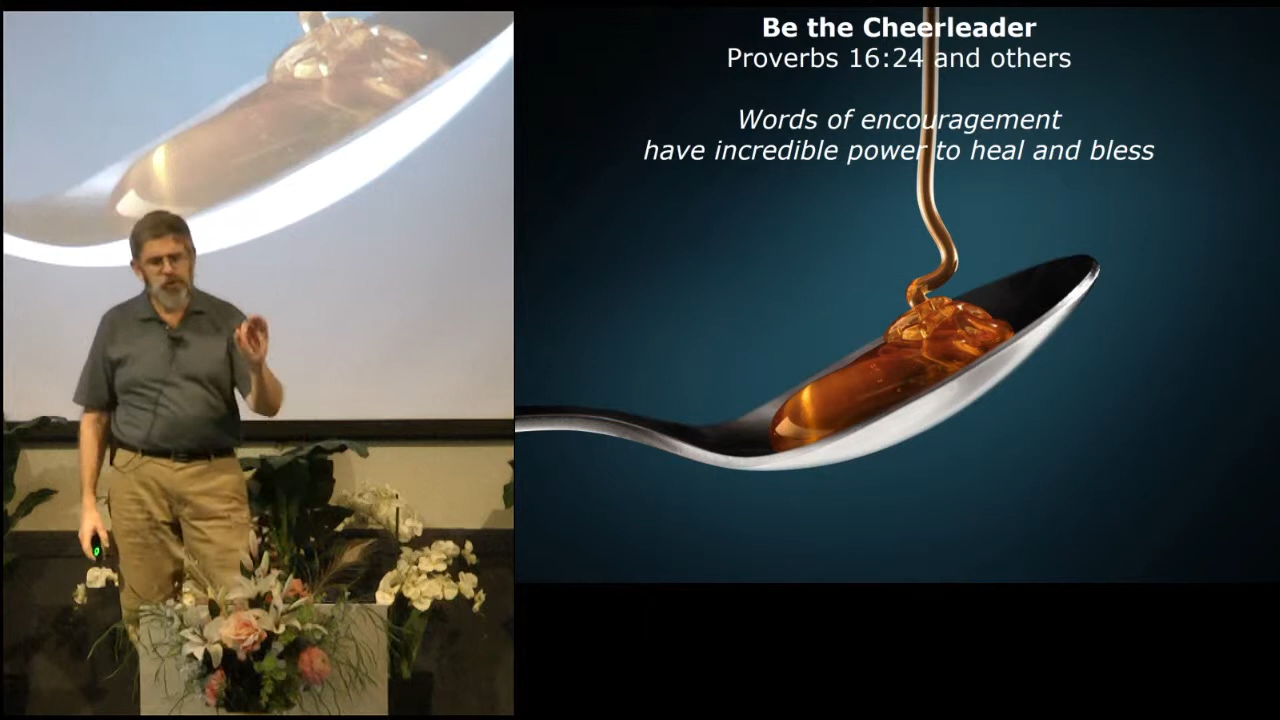 Be the Cheerleader
Proverbs 16:24 and others
Words of encouragement
have incredible power to heal and bless